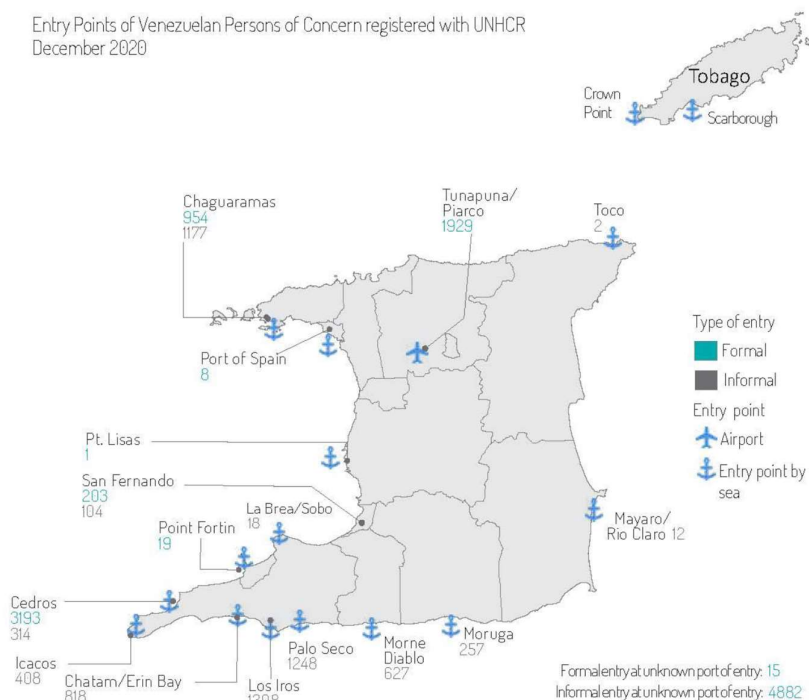 Entry Points of Venezuelan Persons of Concern registered with UNHCR
December 2020
Tobago
Crown
Point
Scarborough
Chaguaramas
954
1177
Tunapuna/
Piarco
1929
Toco
2
Port of Spain
8
Type of entry
Formal
Informal
Entry point
Airport
Entry point by
sea
Pt. Lisas
1
San Fernando
203
104
La Brea/Sobo
18
Point Fortin
19
Mayaro/
Rio Claro 12
Cedros
3193
314
Icacos
408
Chatam/Erin Bay
818
Los Iros
Palo Seco
1248
Morne
Diablo
627
Moruga
257
Formal entry at unknown port of entry: 15
Informal entry at unknown port of entry: 4882